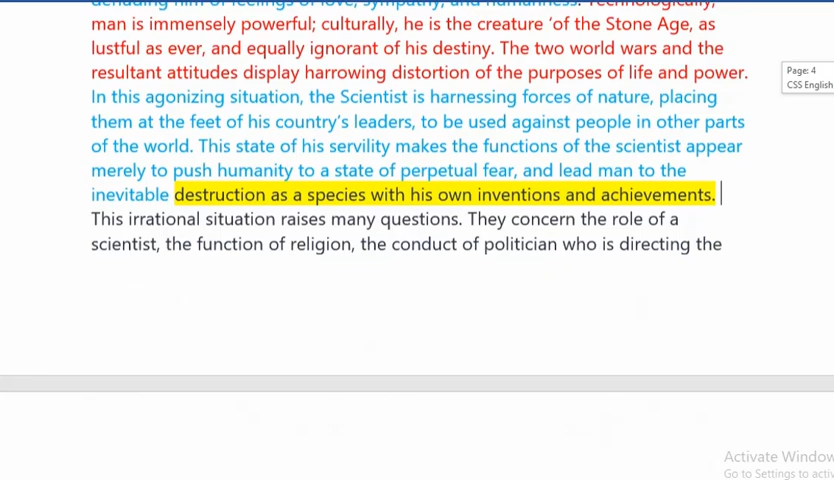 man is immensely powerful; culturally, he is the creature ‘of the Stone Age, as
lustful as ever, and equally ignorant of his destiny. The two world wars and the
resultant attitudes display harrowing distortion of the purposes of life and power.
In this agonizing situation, the Scientist is harnessing forces of nature, placing
them at the feet of his country’s leaders, to be used against people in other parts
of the world. This state of his servility makes the functions of the scientist appear
merely to push humanity to a state of perpetual fear, and lead man to the
inevitable destruction as a species with his own inventions and achievements.
This irrational situation raises many questions. They concern the role of a
scientist, the function of religion, the conduct of politician who is directing the
Page: 4
CSS English
Activate Window
Go to Settings to activ